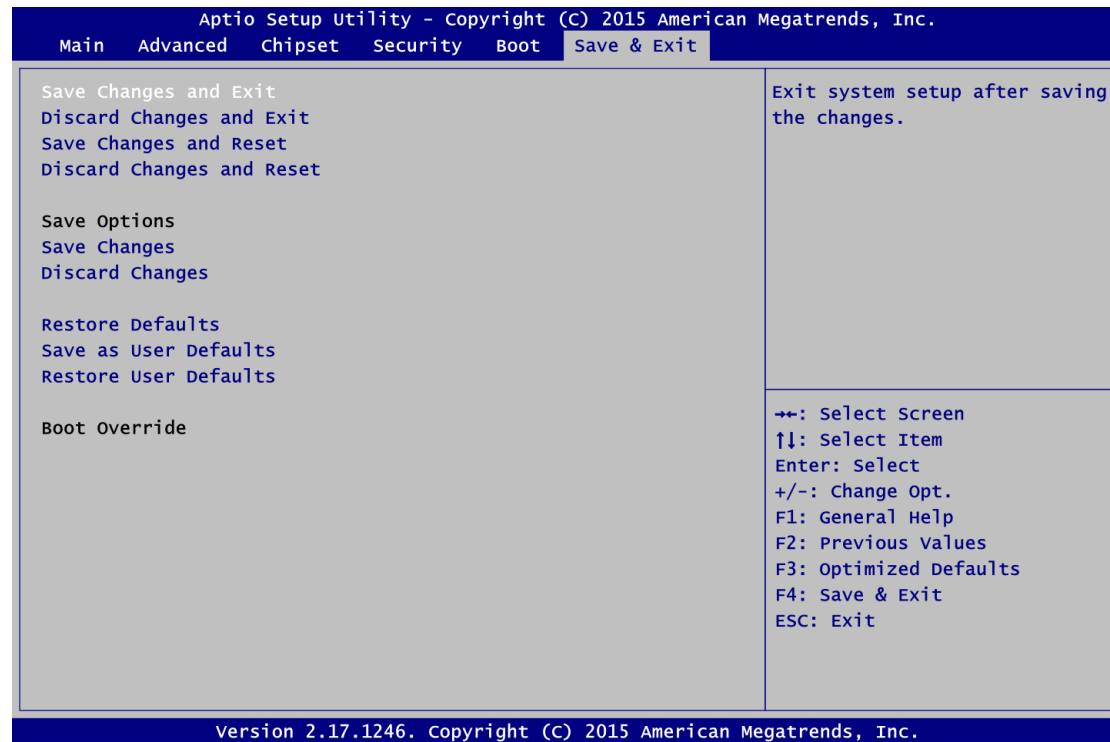 Aptio Setup Utility – Copyright (C) 2015 American Megatrends, Inc.
Main Advanced Chipset Security Boot Save & Exit
Save Changes and Exit
Discard Changes and Exit
Save Changes and Reset
Discard Changes and Reset
Save Options
Save Changes
Discard Changes
Restore Defaults
Save as User Defaults
Restore User Defaults
Boot Override
Exit system setup after saving
the changes.
→←: Select Screen
↑↓: Select Item
Enter: Select
+/-: Change Opt.
F1: General Help
F2: Previous Values
F3: Optimized Defaults
F4: Save & Exit
ESC: Exit
Version 2.17.1246. Copyright (C) 2015 American Megatrends, Inc.